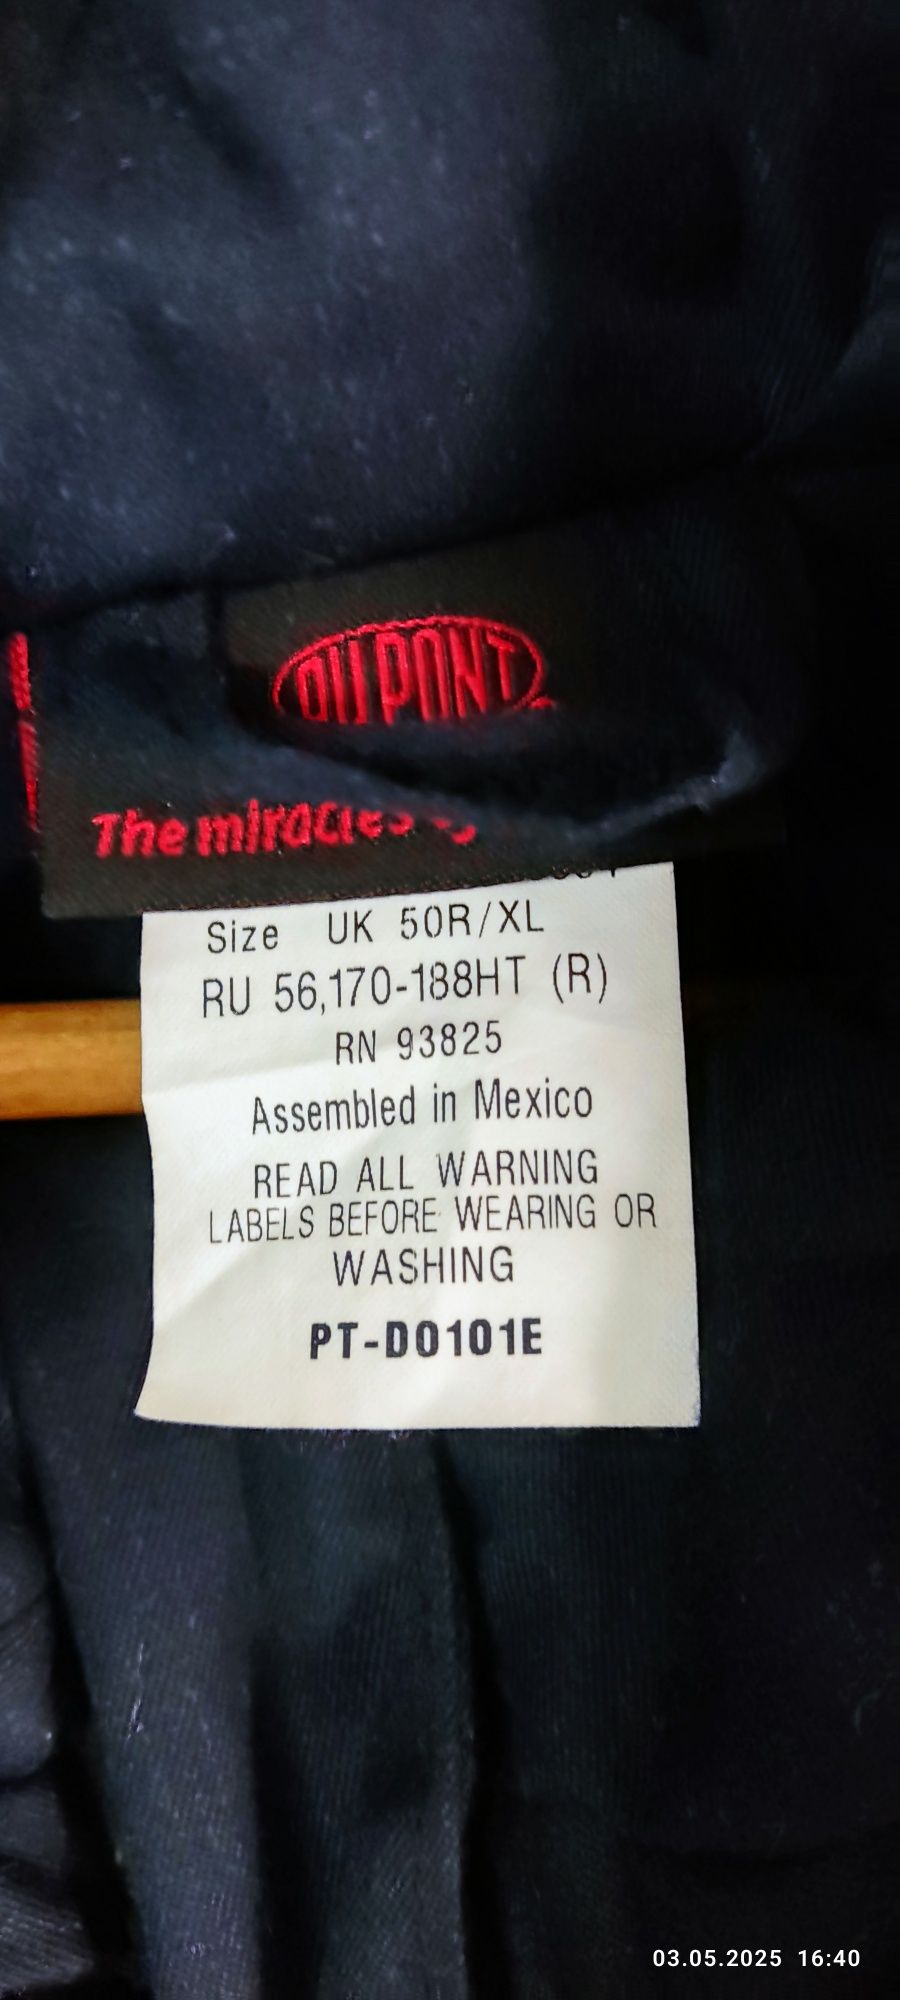 DUPONT
The miracles
Size UK 50R/XL
RU 56,170-188HT (R)
RN 93825
Assembled in Mexico
READ ALL WARNING
LABELS BEFORE WEARING OR
WASHING
PT-D0101E
03.05.2025 16:40